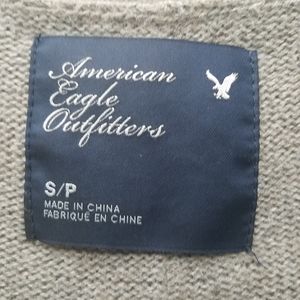 American
Eagle
Outfitters
S/P
MADE IN CHINA
FABRIQUÉ EN CHINE